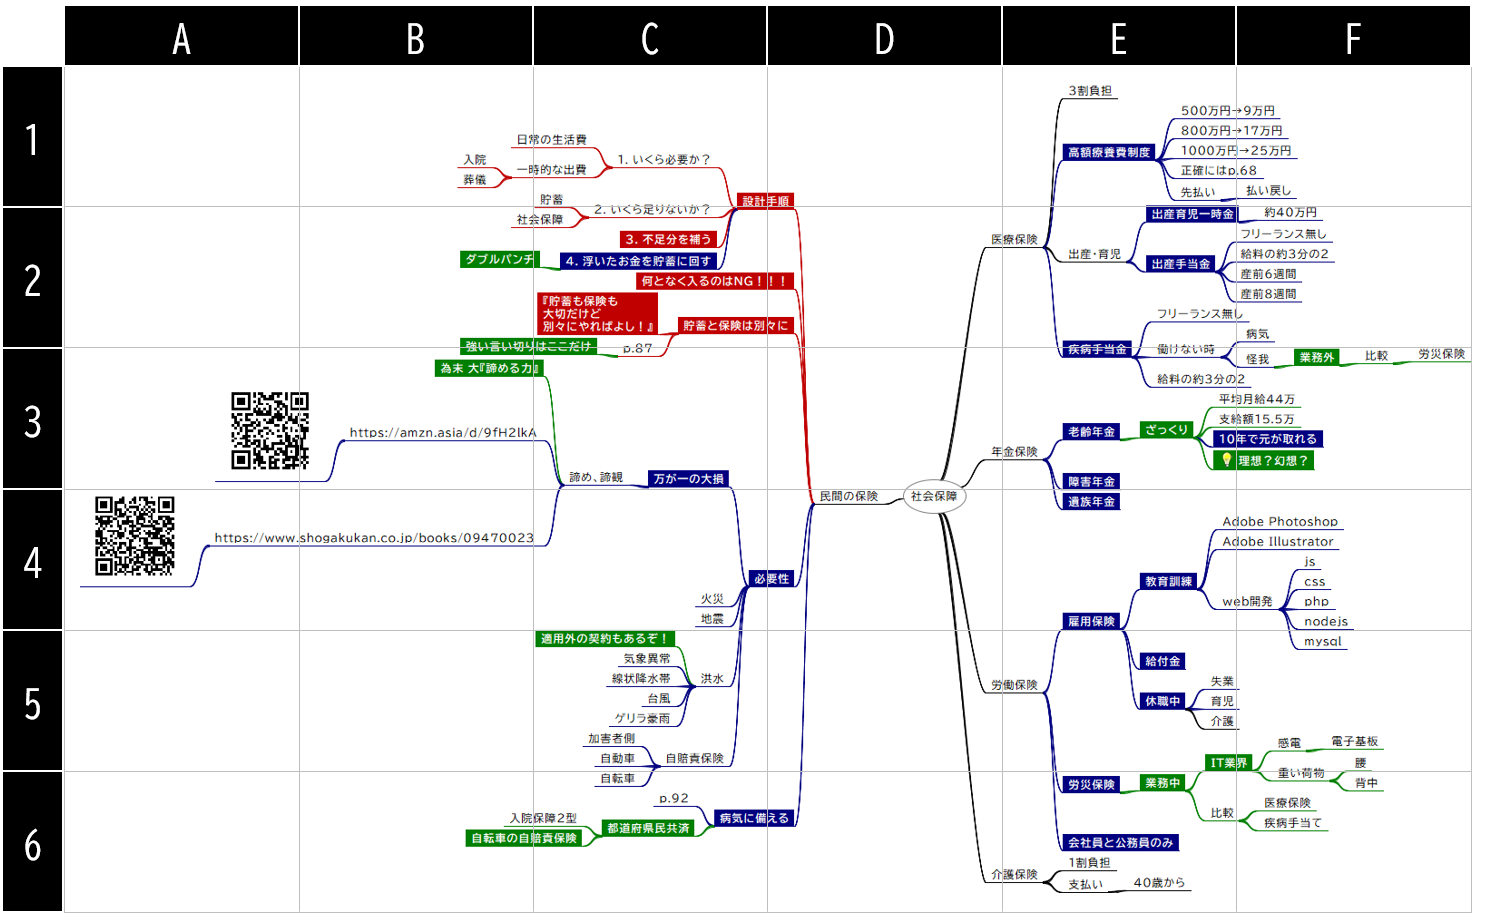 A
B
C
D
E
F
1
2
3
4
5
6
社会保障
民間の保険
設計手順
1. いくら必要か？
日常の生活費
一時的な出費
入院
葬儀
2. いくら足りないか？
貯蓄
社会保障
3. 不足分を補う
4. 浮いたお金を貯蓄に回す
ダブルパンチ
何となく入るのはNG！！！
貯蓄と保険は別々に
『貯蓄も保険も
大切だけど
別々にやればよし！』
p.87
強い言い切りはここだけ
必要性
万が一の大損
諦め、諦観
為末 大『諦める力』
https://amzn.asia/d/9fH2lkA
https://www.shogakukan.co.jp/books/09470023
火災
地震
洪水
適用外の契約もあるぞ！
気象異常
線状降水帯
台風
ゲリラ豪雨
自賠責保険
加害者側
自動車
自転車
病気に備える
p.92
都道府県民共済
入院保障2型
自転車の自賠責保険
医療保険
3割負担
高額療養費制度
500万円→9万円
800万円→17万円
1000万円→25万円
正確にはp.68
先払い
払い戻し
出産・育児
出産育児一時金
約40万円
出産手当金
フリーランス無し
給料の約3分の2
産前6週間
産前8週間
疾病手当金
フリーランス無し
働けない時
病気
怪我
業務外
比較
労災保険
給料の約3分の2
年金保険
老齢年金
ざっくり
平均月給44万
支給額15.5万
10年で元が取れる
💡 理想？幻想？
障害年金
遺族年金
労働保険
雇用保険
教育訓練
Adobe Photoshop
Adobe Illustrator
web開発
js
css
php
nodejs
mysql
給付金
休職中
失業
育児
介護
労災保険
業務中
IT業界
感電
電子基板
重い荷物
腰
背中
比較
医療保険
疾病手当て
会社員と公務員のみ
介護保険
1割負担
支払い
40歳から